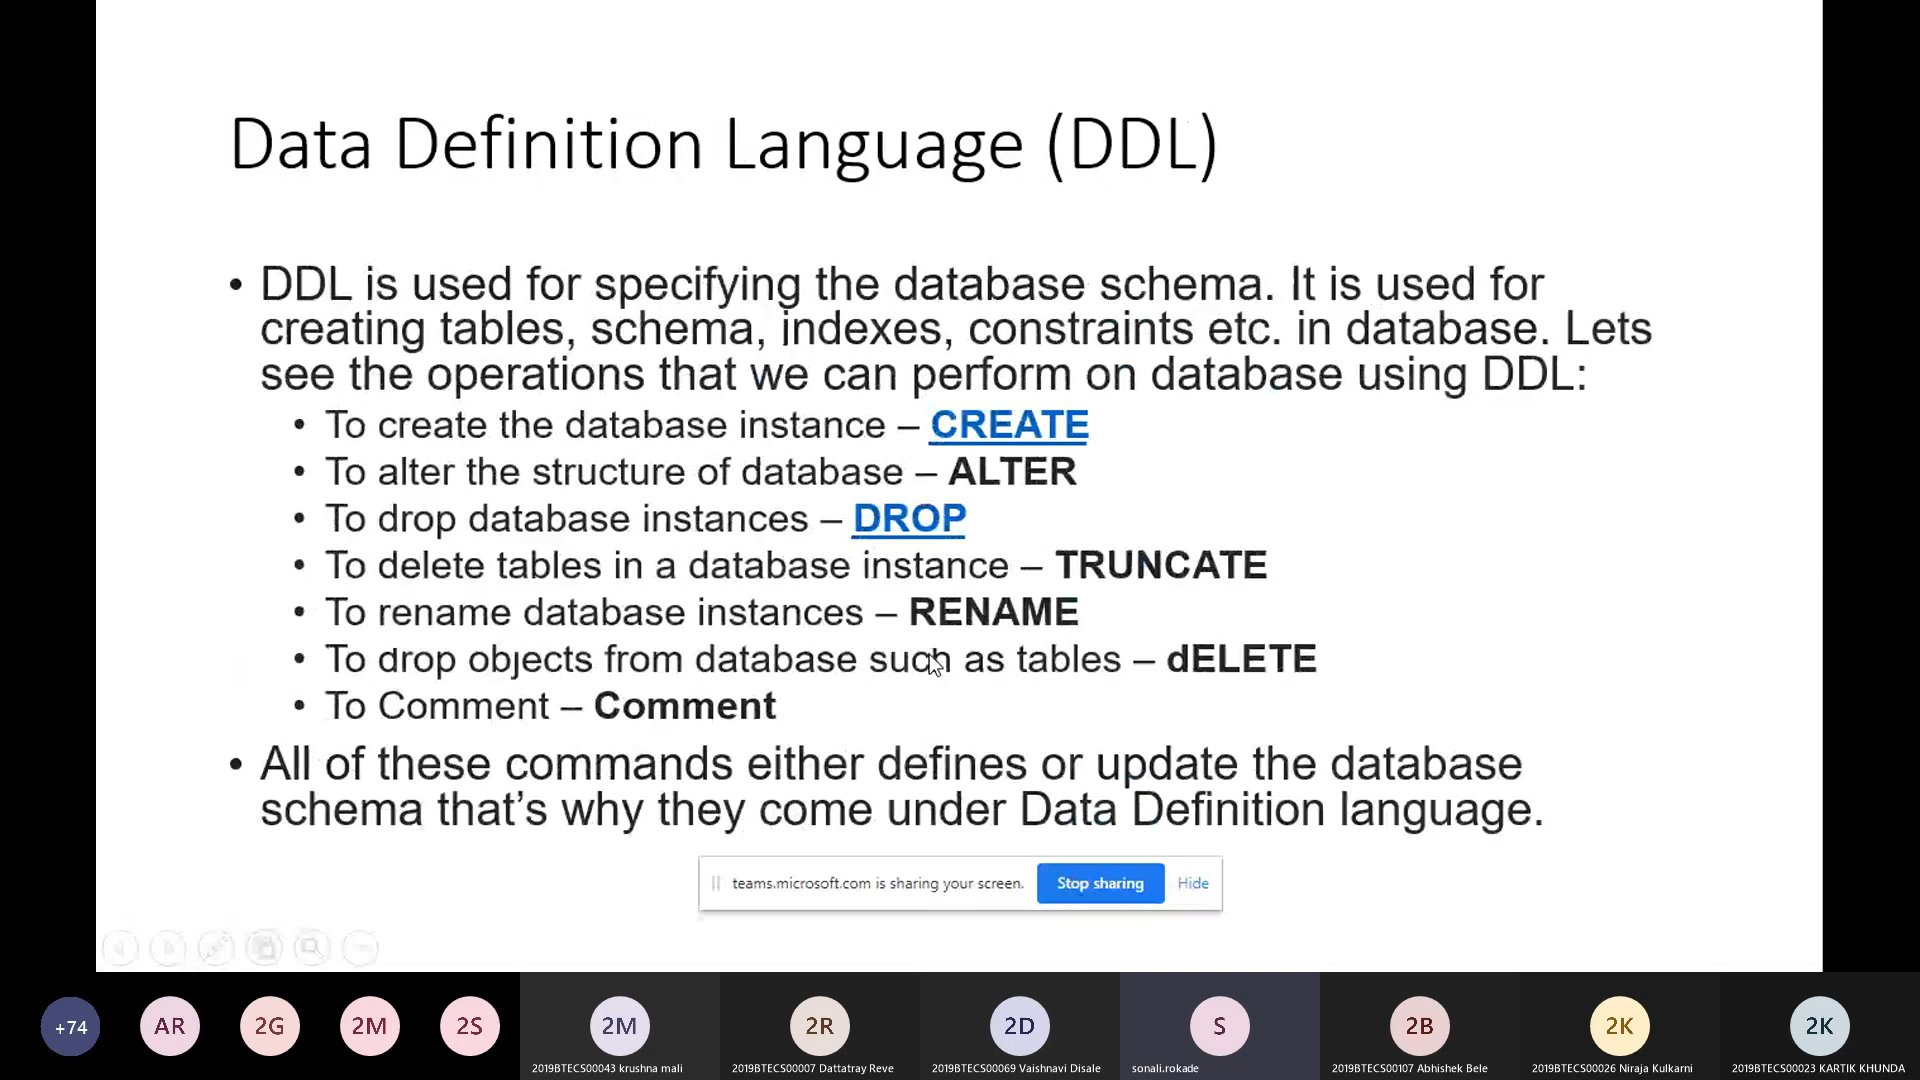 Data Definition Language (DDL)
• DDL is used for specifying the database schema. It is used for
creating tables, schema, indexes, constraints etc. in database. Lets
see the operations that we can perform on database using DDL:
• To create the database instance – CREATE
• To alter the structure of database – ALTER
• To drop database instances – DROP
• To delete tables in a database instance – TRUNCATE
• To rename database instances – RENAME
• To drop objects from database such as tables – dELETE
• To Comment – Comment
• All of these commands either defines or update the database
schema that’s why they come under Data Definition language.
teams.microsoft.com is sharing your screen. Stop sharing Hide
+74 AR 2G 2M 2S 2M 2R 2D S 2B 2K 2K
2019BTECS00043 krushna mali 2019BTECS00007 Dattatray Reve 2019BTECS00069 Vaishnavi Disale sonali.rokade 2019BTECS00107 Abhishek Bele 2019BTECS00026 Niraja Kulkarni 2019BTECS00023 KARTIK KHUNDA